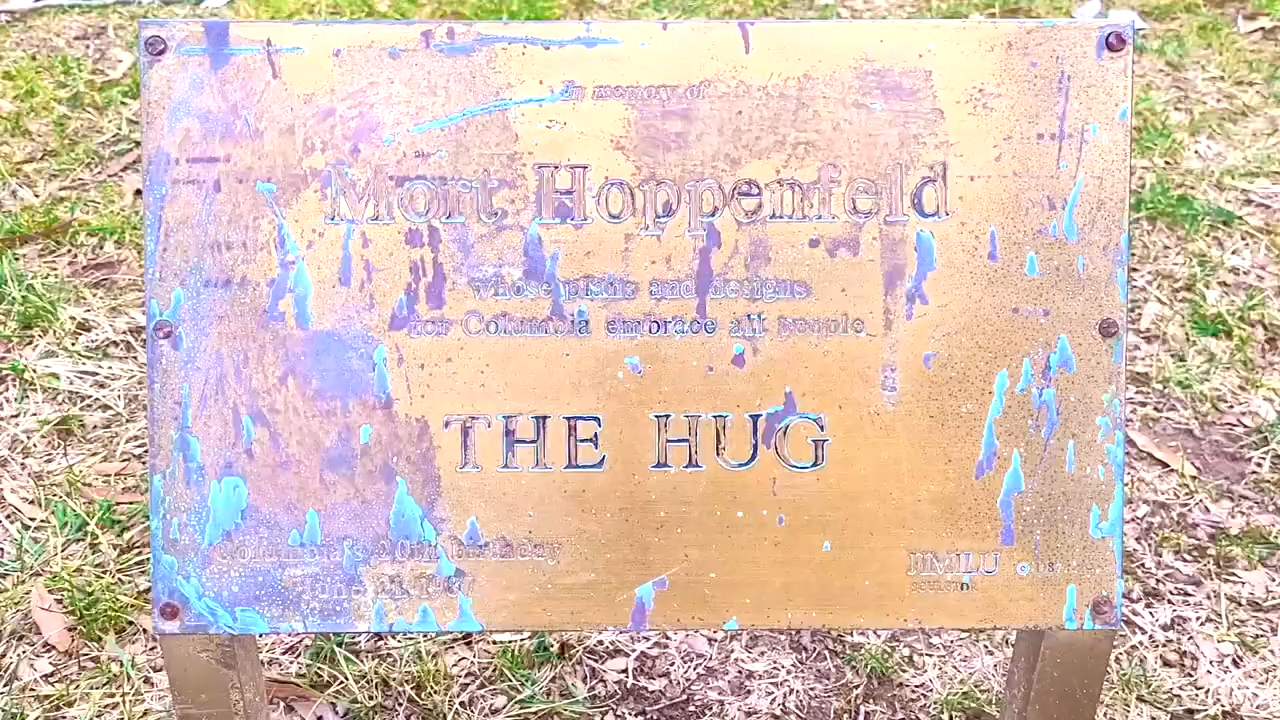 In memory of
Mort Hoppenfeld
whose plans and designs
for Columbia embrace all people
THE HUG
Columbia's 20th birthday
June 21, 1987
JIMILU © 1987
SCULPTOR